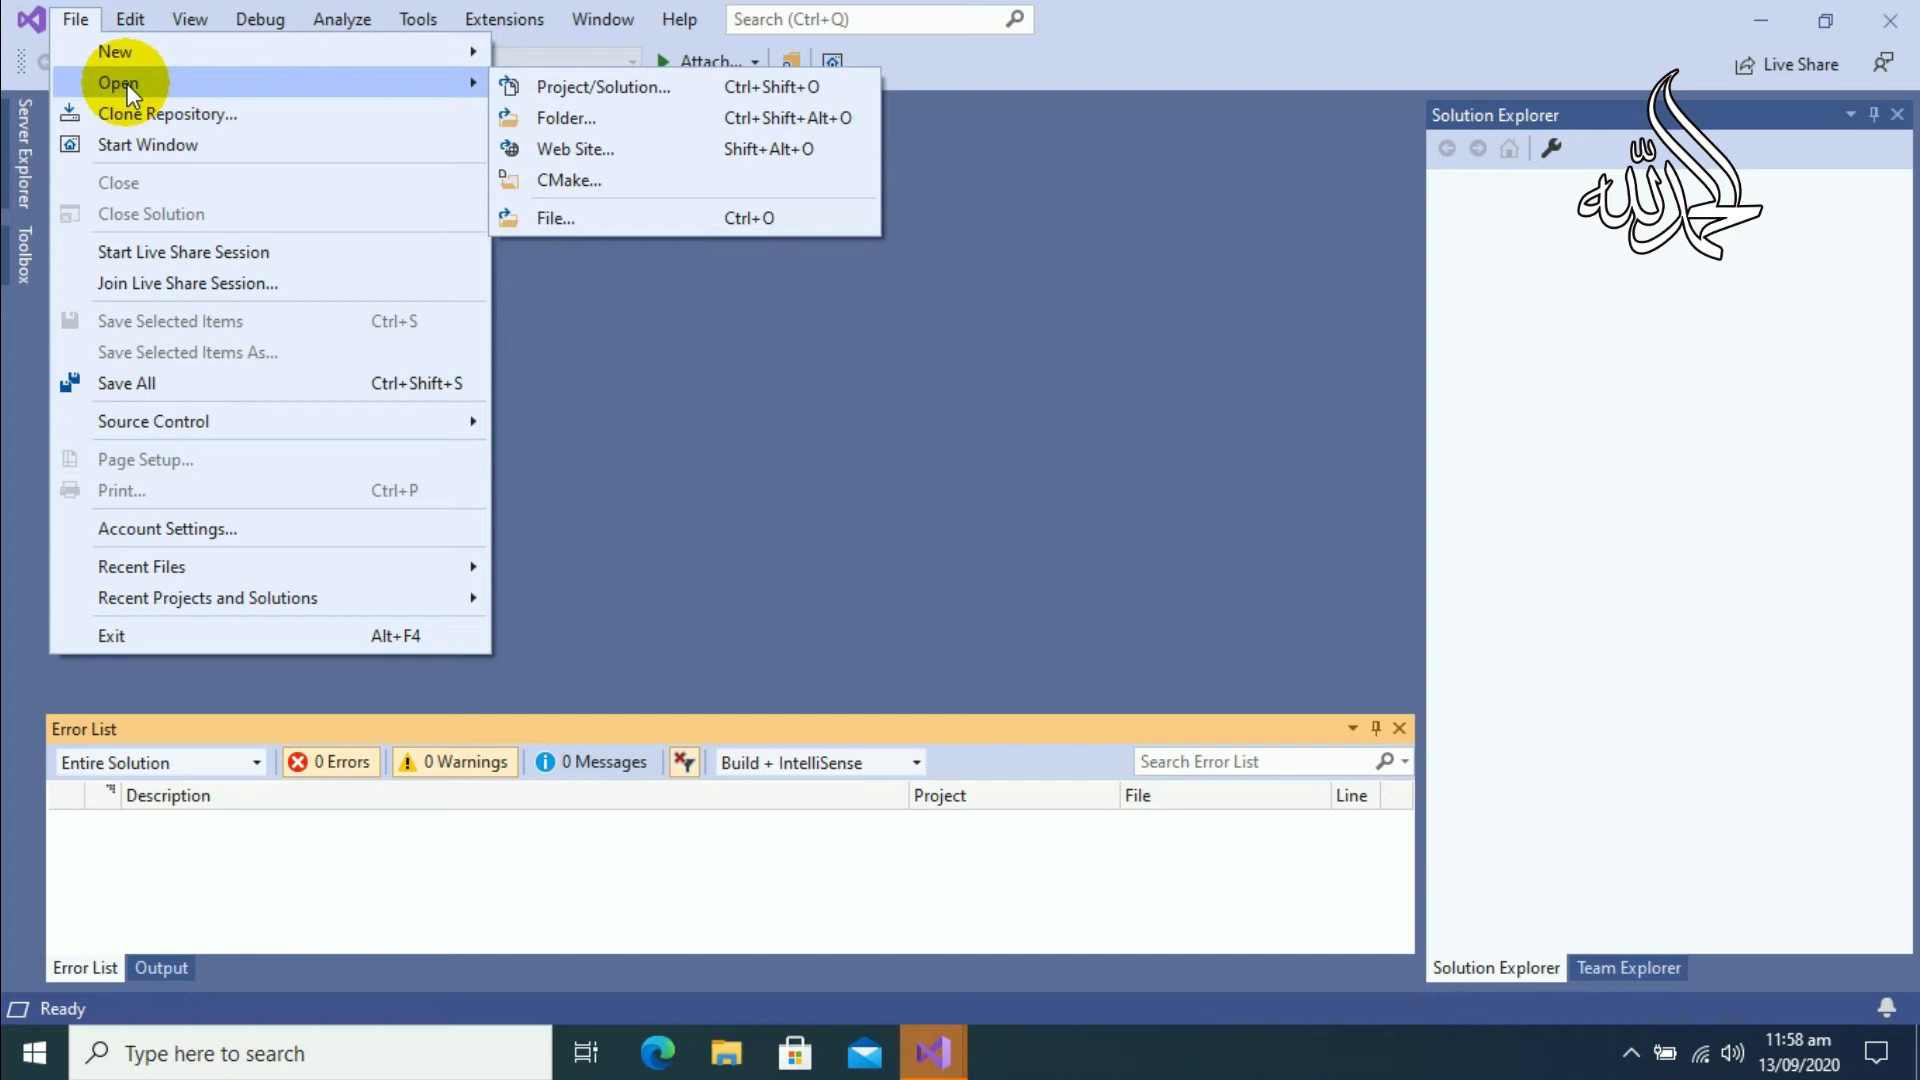 File Edit View Debug Analyze Tools Extensions Window Help Search (Ctrl+Q)
New
Attach...
Live Share
Open
Project/Solution... Ctrl+Shift+O
Clone Repository...
Folder... Ctrl+Shift+Alt+O
Start Window
Web Site... Shift+Alt+O
CMake...
File... Ctrl+O
Close
Close Solution
Start Live Share Session
Join Live Share Session...
Save Selected Items Ctrl+S
Save Selected Items As...
Save All Ctrl+Shift+S
Source Control
Page Setup...
Print... Ctrl+P
Account Settings...
Recent Files
Recent Projects and Solutions
Exit Alt+F4
Server Explorer
Toolbox
Solution Explorer
الحمد لله
Error List
Entire Solution 0 Errors 0 Warnings 0 Messages Build + IntelliSense Search Error List
Description Project File Line
Error List Output
Solution Explorer Team Explorer
Ready
Type here to search
11:58 am
13/09/2020